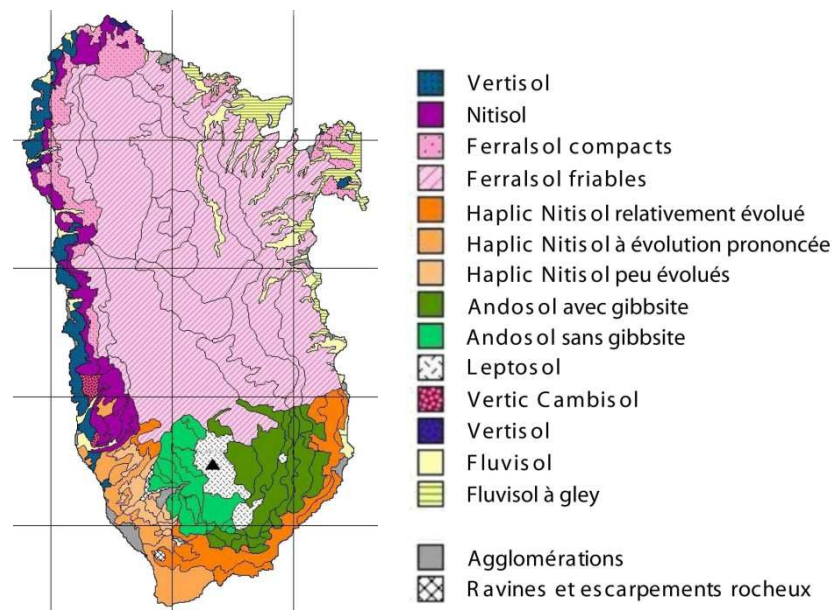 Vertisol
Nitisol
Ferralsol compacts
Ferralsol friables
Haplic Nitisol relativement évolué
Haplic Nitisol à évolution prononcée
Haplic Nitisol peu évolués
Andosol avec gibbsite
Andosol sans gibbsite
Leptosol
Vertic Cambisol
Vertisol
Fluvisol
Fluvisol à gley
Agglomérations
Ravines et escarpements rocheux